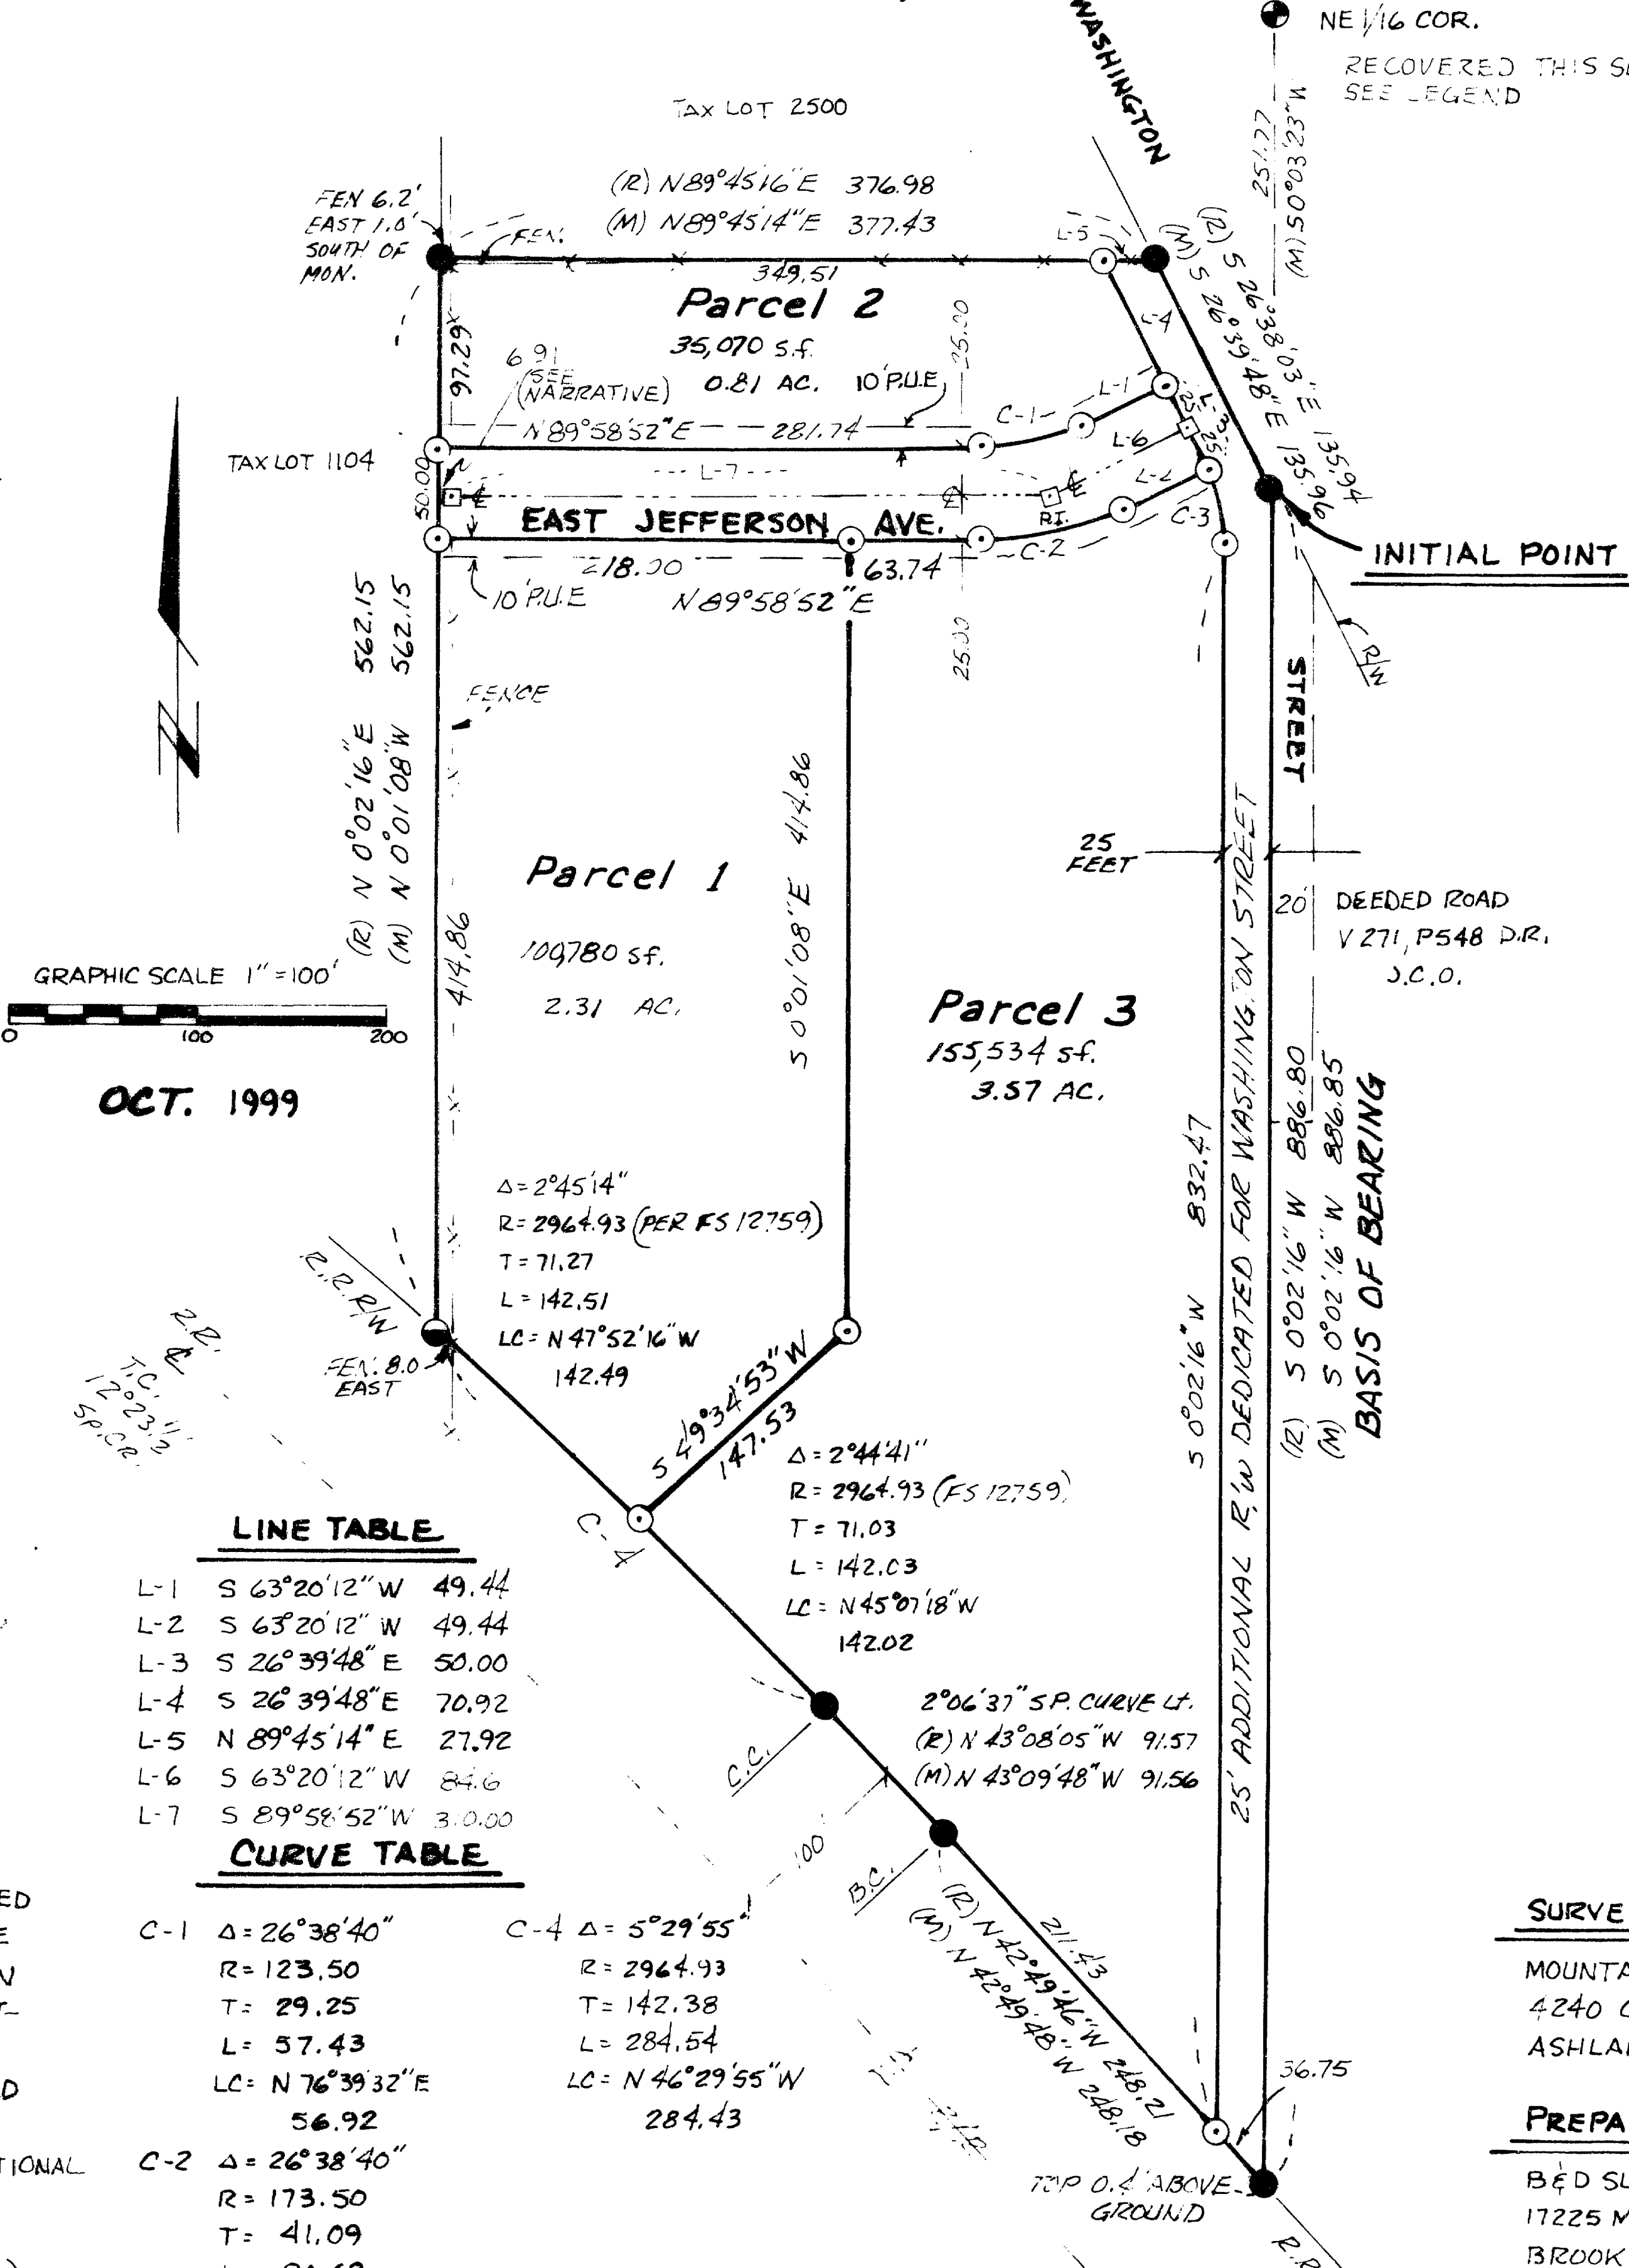 WASHINGTON
NE 1/16 COR.
RECOVERED THIS
SEE LEGEND
TAX LOT 2500
251.77
(M) S 0°03'23" W
(R) N 89°45'16" E 376.98
(M) N 89°45'14" E 377.43
FEN 6.2'
EAST 1.0'
SOUTH OF
MON.
FEN.
L-5
349.51
(R) S 26°38'03" E 135.94
(M) S 26°39'48" E 135.96
Parcel 2
35,070 s.f.
0.81 AC.
10' P.U.E
25.00
97.29
6 91
(SEE
NARRATIVE)
L-4
L-1
C-1
N 89°58'52" E 281.74
25
L-3
25
L-6
TAX LOT 1104
L-7
50.00
L-2
P.I.
EAST JEFFERSON AVE.
C-2
C-3
218.00
63.74
10' P.U.E
N 89°58'52" E
25.00
INITIAL POINT
R/W
STREET
FENCE
(R) N 0°02'16" E 562.15
(M) N 0°01'08" W 562.15
414.86
S 0°01'08" E 414.86
Parcel 1
100,780 s.f.
2.31 AC.
25
FEET
20
DEEDED ROAD
V 271, P548 D.R.
J.C.O.
GRAPHIC SCALE 1"=100'
0 100 200
OCT. 1999
Parcel 3
155,534 s.f.
3.57 AC.
S 0°02'16" W 832.47
25' ADDITIONAL R/W DEDICATED FOR WASHINGTON STREET
(R) S 0°02'16" W 886.80
(M) S 0°02'16" W 886.85
BASIS OF BEARING
Δ= 2°45'14"
R= 2964.93 (PER FS 12759)
T= 71.27
L= 142.51
LC= N 47°52'16" W
142.49
R.R. R/W
FEN. 8.0
EAST
R.R.
T.C.
SP.CR.
S 49°34'53" W
147.53
Δ= 2°44'41"
R= 2964.93 (FS 12759)
T= 71.03
L= 142.03
LC= N 45°07'18" W
142.02
C-4
LINE TABLE
L-1 S 63°20'12" W 49.44
L-2 S 63°20'12" W 49.44
L-3 S 26°39'48" E 50.00
L-4 S 26°39'48" E 70.92
L-5 N 89°45'14" E 27.92
L-6 S 63°20'12" W 84.6
L-7 S 89°58'52" W 310.00
2°06'37" SP. CURVE Lt.
(R) N 43°08'05" W 91.57
(M) N 43°09'48" W 91.56
C.C.
100'
B.C.
211.43
(R) N 42°49'46" W 248.21
(M) N 42°49'48" W 248.18
36.75
TOP 0.4' ABOVE
GROUND
R.R.
CURVE TABLE
C-1 Δ= 26°38'40"
R= 123.50
T= 29.25
L= 57.43
LC= N 76°39'32" E
56.92
C-4 Δ= 5°29'55"
R= 2964.93
T= 142.38
L= 284.54
LC= N 46°29'55" W
284.43
C-2 Δ= 26°38'40"
R= 173.50
T= 41.09
SURVE
MOUNTA
4240
ASHLA
PREPA
B&D SU
17225 M
BROOK
ED
TIONAL